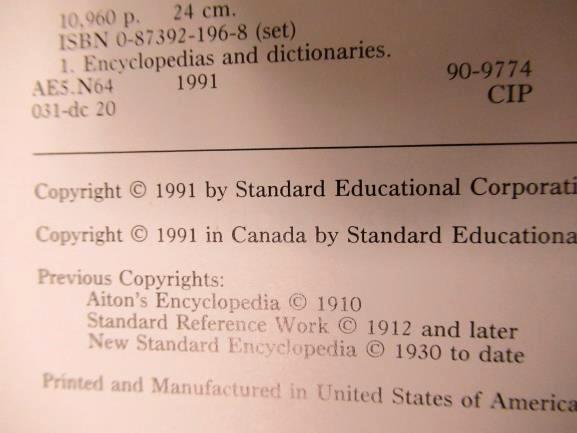 10,960 p. 24 cm.
ISBN 0-87392-196-8 (set)
1. Encyclopedias and dictionaries.
AE5.N64 1991 90-9774
031-dc 20 CIP
Copyright © 1991 by Standard Educational Corporati
Copyright © 1991 in Canada by Standard Educationa
Previous Copyrights:
Aiton's Encyclopedia © 1910
Standard Reference Work © 1912 and later
New Standard Encyclopedia © 1930 to date
Printed and Manufactured in United States of America